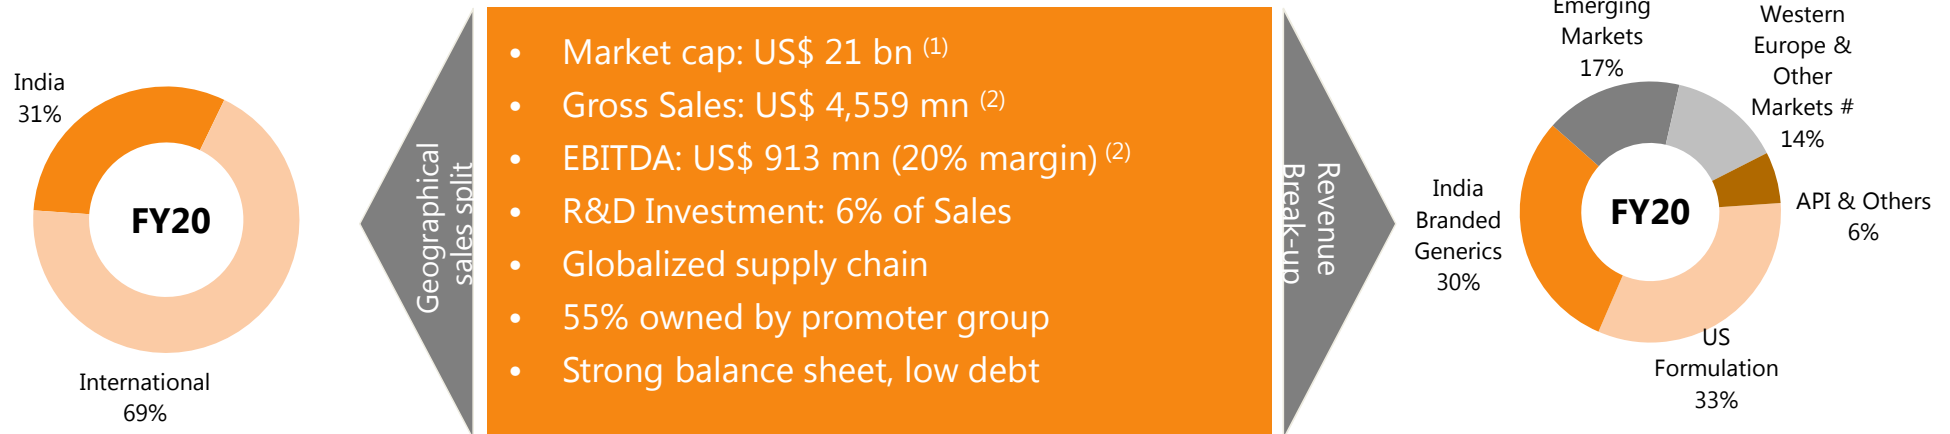 India
31%
FY20
International
69%
Geographical
sales split
• Market cap: US$ 21 bn (1)
• Gross Sales: US$ 4,559 mn (2)
• EBITDA: US$ 913 mn (20% margin) (2)
• R&D Investment: 6% of Sales
• Globalized supply chain
• 55% owned by promoter group
• Strong balance sheet, low debt
Revenue
Break-up
Emerging
Markets
17%
Western
Europe &
Other
Markets #
14%
India
Branded
Generics
30%
FY20
API & Others
6%
US
Formulation
33%